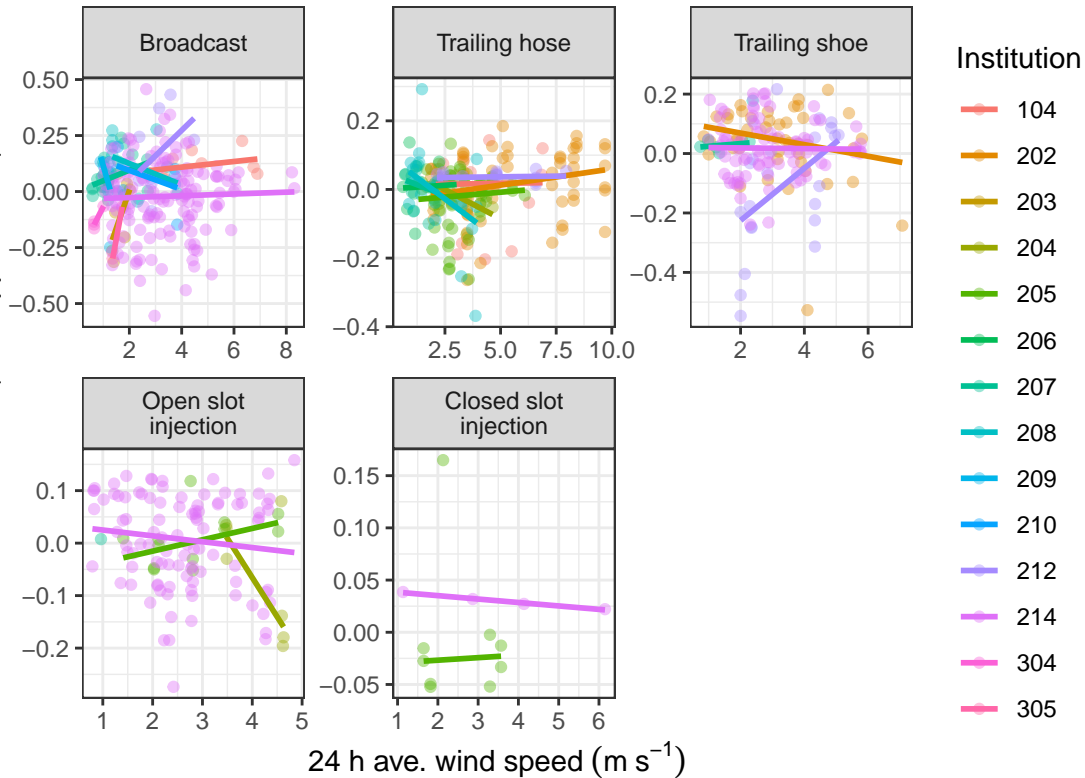 Broadcast
Trailing hose
Trailing shoe
0.50
0.25
0.00
−0.25
−0.50
2 4 6 8
0.2
0.0
−0.2
−0.4
2.5 5.0 7.5 10.0
0.2
0.0
−0.2
−0.4
2 4 6
Open slot
injection
Closed slot
injection
0.1
0.0
−0.1
−0.2
1 2 3 4 5
0.15
0.10
0.05
0.00
−0.05
1 2 3 4 5 6
24 h ave. wind speed (m s⁻¹)
Institution
104
202
203
204
205
206
207
208
209
210
212
214
304
305